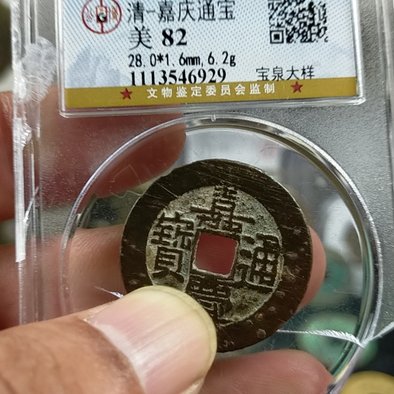 清-嘉庆通宝
美 82
28.0*1.6mm,6.2g
1113546929 宝泉大样
★ 文物鉴定委员会监制 ★
嘉慶通寶